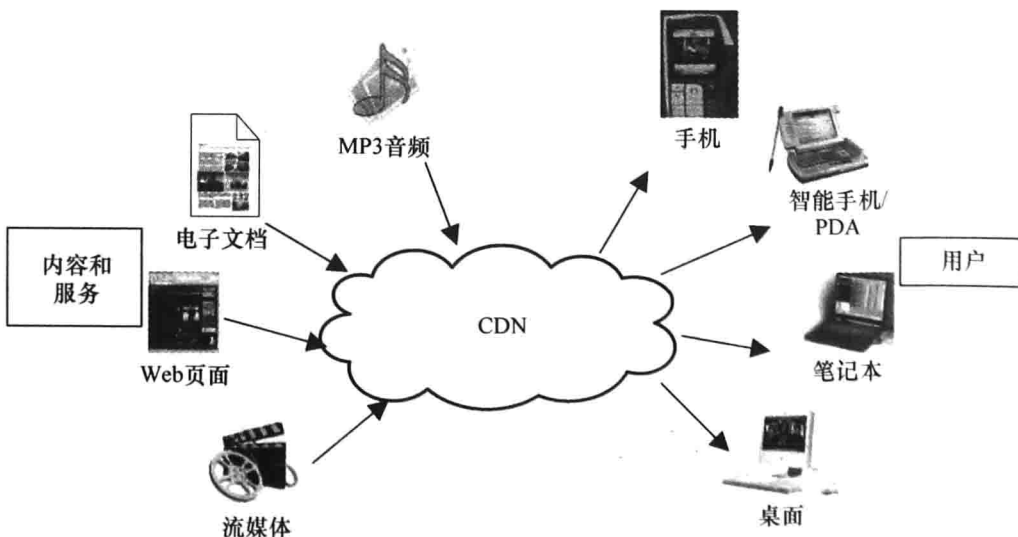 MP3音频
手机
电子文档
智能手机/
PDA
内容和
服务
用户
CDN
Web页面
笔记本
流媒体
桌面